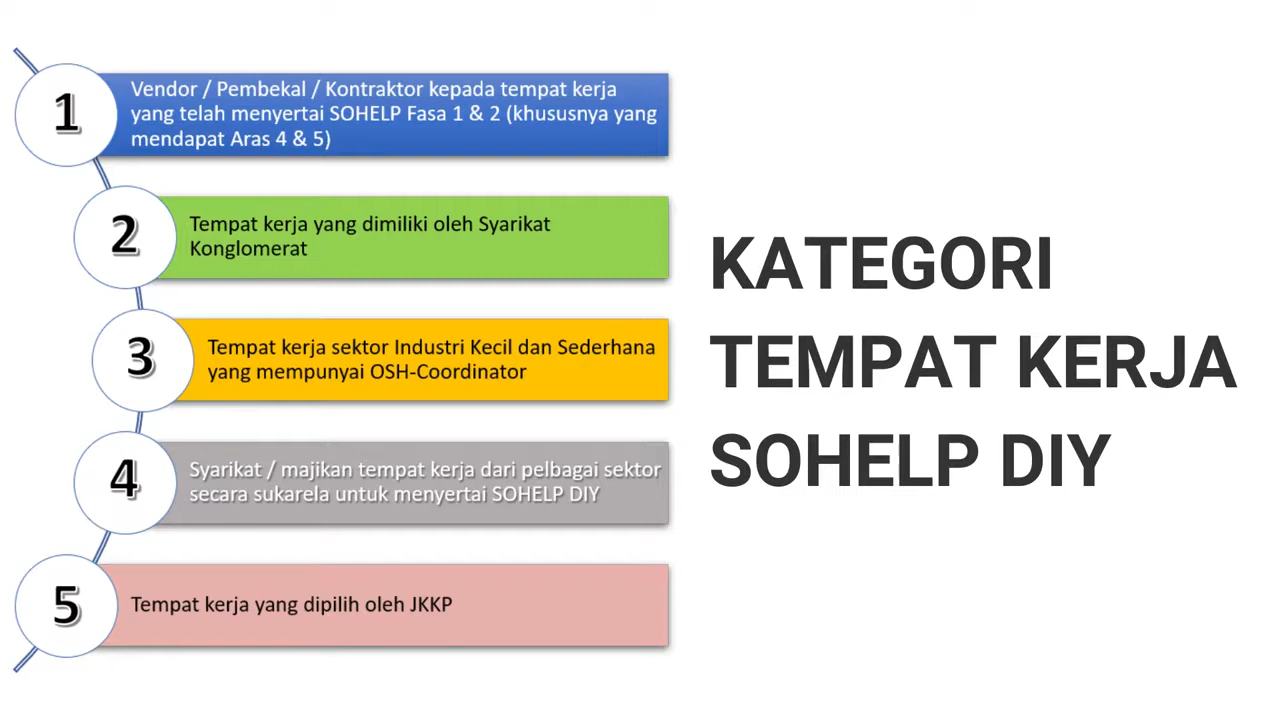 1
Vendor / Pembekal / Kontraktor kepada tempat kerja
yang telah menyertai SOHELP Fasa 1 & 2 (khususnya yang
mendapat Aras 4 & 5)
2
Tempat kerja yang dimiliki oleh Syarikat
Konglomerat
3
Tempat kerja sektor Industri Kecil dan Sederhana
yang mempunyai OSH-Coordinator
4
Syarikat / majikan tempat kerja dari pelbagai sektor
secara sukarela untuk menyertai SOHELP DIY
5
Tempat kerja yang dipilih oleh JKKP
KATEGORI
TEMPAT KERJA
SOHELP DIY